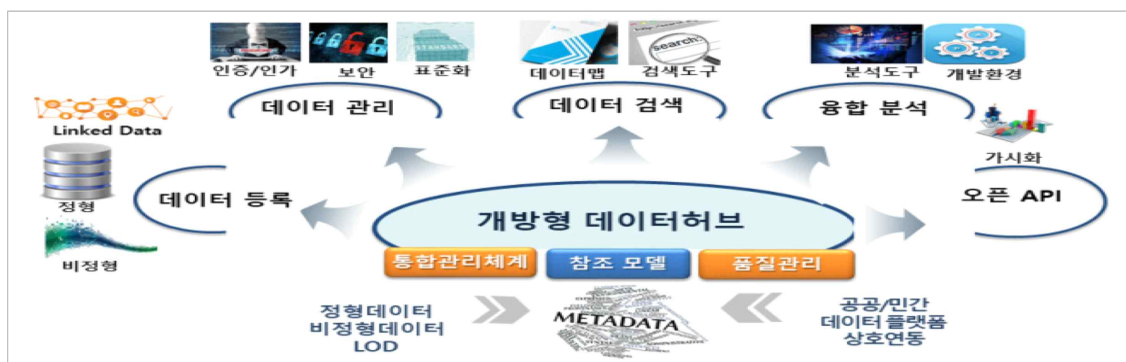 인증/인가
보안
표준화
데이터맵
검색도구
search:
분석도구
개발환경
데이터 관리
데이터 검색
융합 분석
Linked Data
가시화
정형
데이터 등록
오픈 API
비정형
개방형 데이터허브
통합관리체계
참조 모델
품질관리
정형데이터
비정형데이터
LOD
METADATA
공공/민간
데이터 플랫폼
상호연동